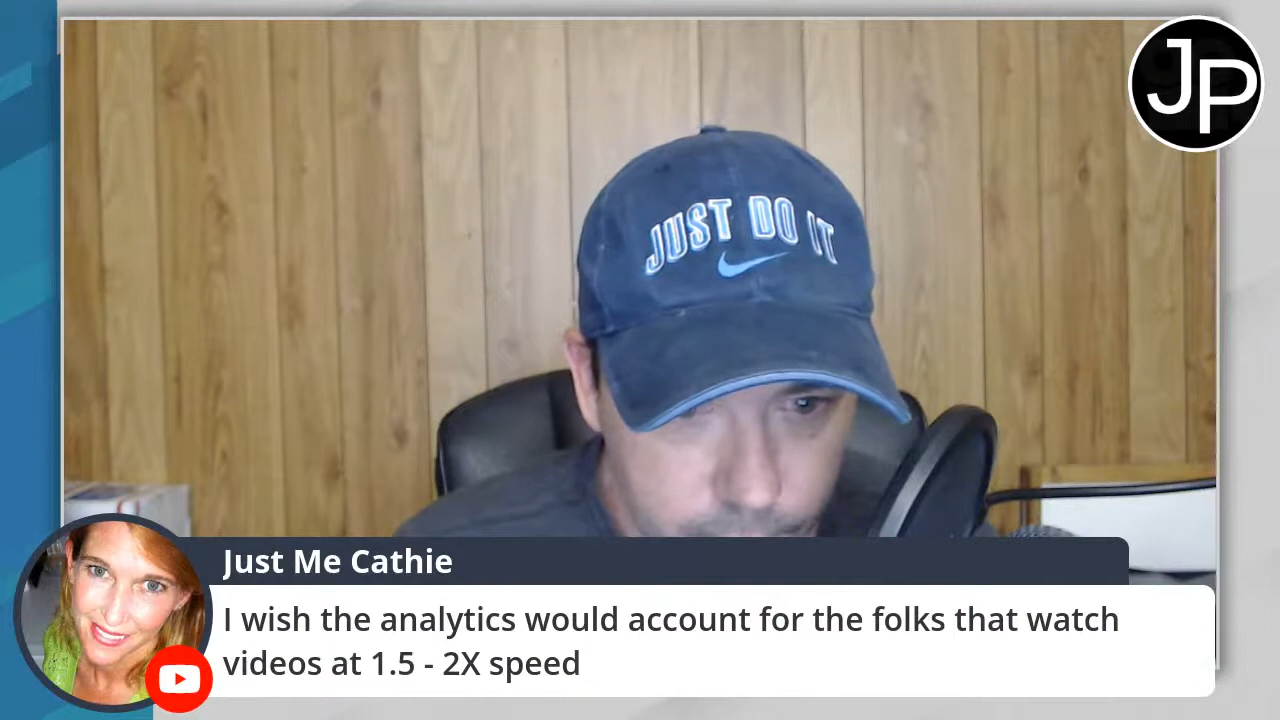 JP
JUST DO IT
Just Me Cathie
I wish the analytics would account for the folks that watch
videos at 1.5 - 2X speed